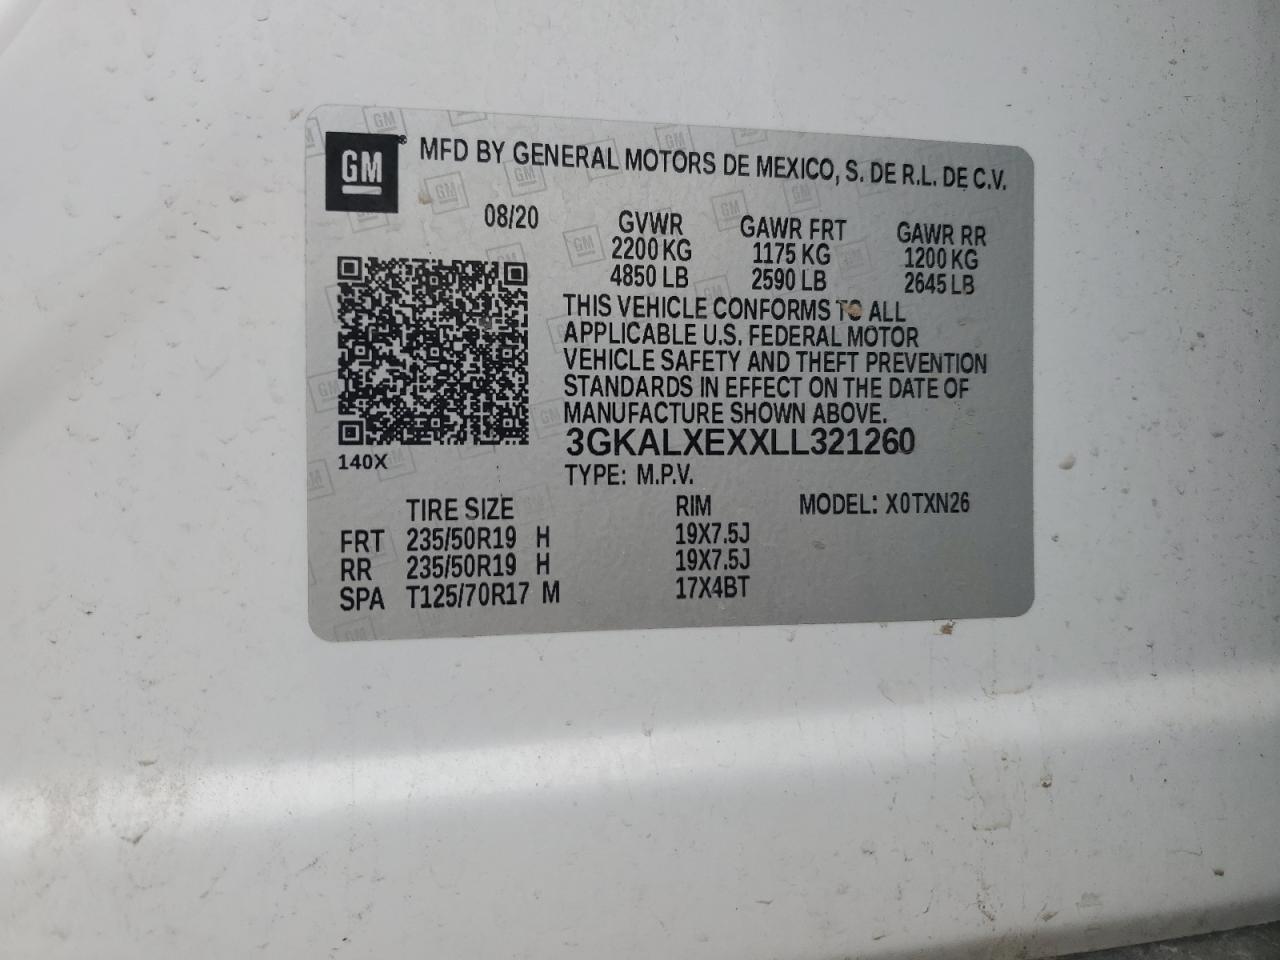 GM® MFD BY GENERAL MOTORS DE MEXICO, S. DE R.L. DE C.V.
08/20 GVWR GAWR FRT GAWR RR
2200 KG 1175 KG 1200 KG
4850 LB 2590 LB 2645 LB
THIS VEHICLE CONFORMS TO ALL
APPLICABLE U.S. FEDERAL MOTOR
VEHICLE SAFETY AND THEFT PREVENTION
STANDARDS IN EFFECT ON THE DATE OF
MANUFACTURE SHOWN ABOVE.
3GKALXEXXLL321260
140X
TYPE: M.P.V.
TIRE SIZE RIM MODEL: X0TXN26
FRT 235/50R19 H 19X7.5J
RR 235/50R19 H 19X7.5J
SPA T125/70R17 M 17X4BT